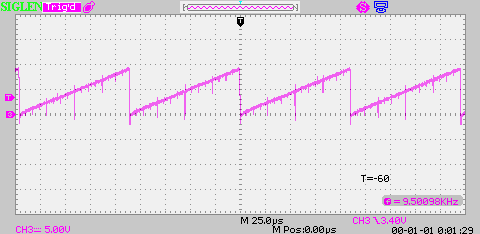 SIGLENT Trig'd M
T
3
T=-60
= 9.50098KHz
M 25.0μs CH3 3.40V
CH3 5.00V M Pos:0.00μs 00-01-01 0:01:29